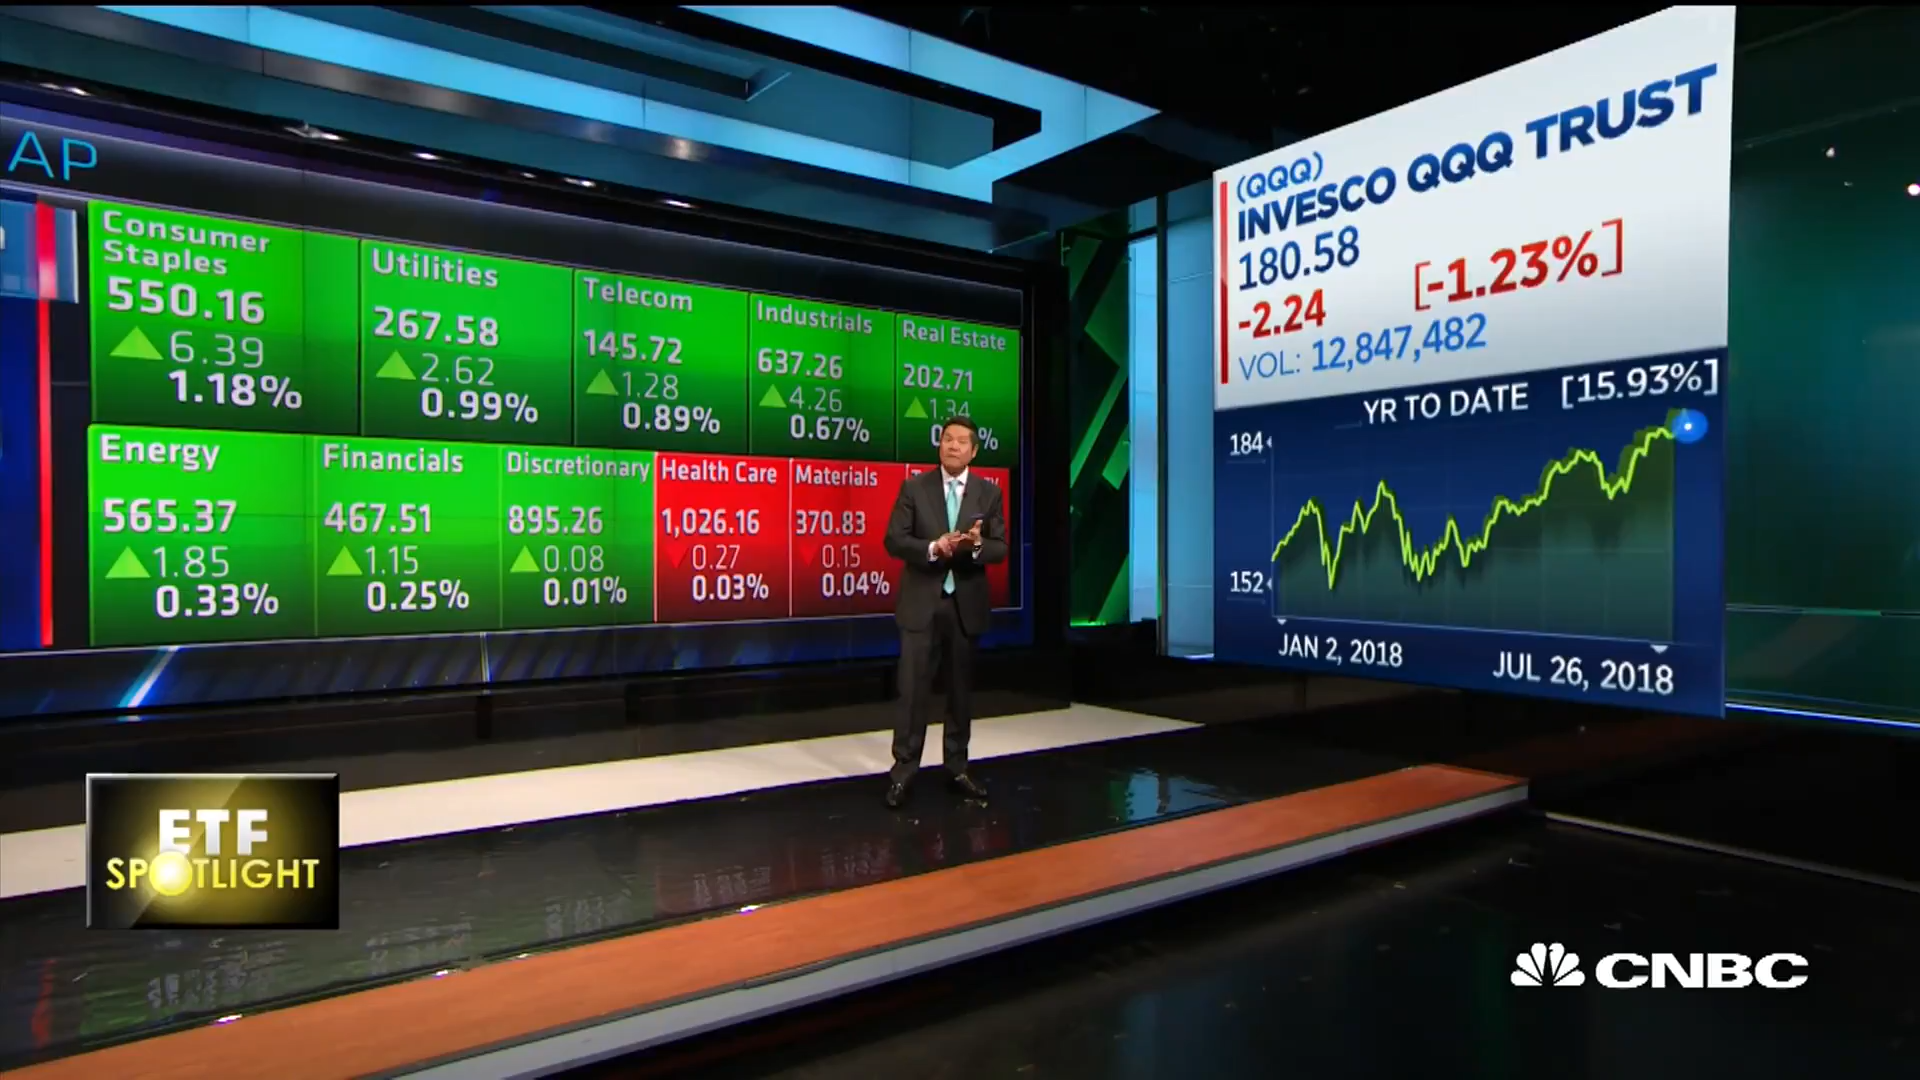 AP
Consumer
Staples
550.16
6.39
1.18%
Utilities
267.58
2.62
0.99%
Telecom
145.72
1.28
0.89%
Industrials
637.26
4.26
0.67%
Real Estate
202.71
1.34
%
Energy
565.37
1.85
0.33%
Financials
467.51
1.15
0.25%
Discretionary
895.26
0.08
0.01%
Health Care
1,026.16
0.27
0.03%
Materials
370.83
0.15
0.04%
(QQQ)
INVESCO QQQ TRUST
180.58
-2.24 [-1.23%]
VOL: 12,847,482
YR TO DATE [15.93%]
184
152
JAN 2, 2018 JUL 26, 2018
ETF
SPOTLIGHT
CNBC